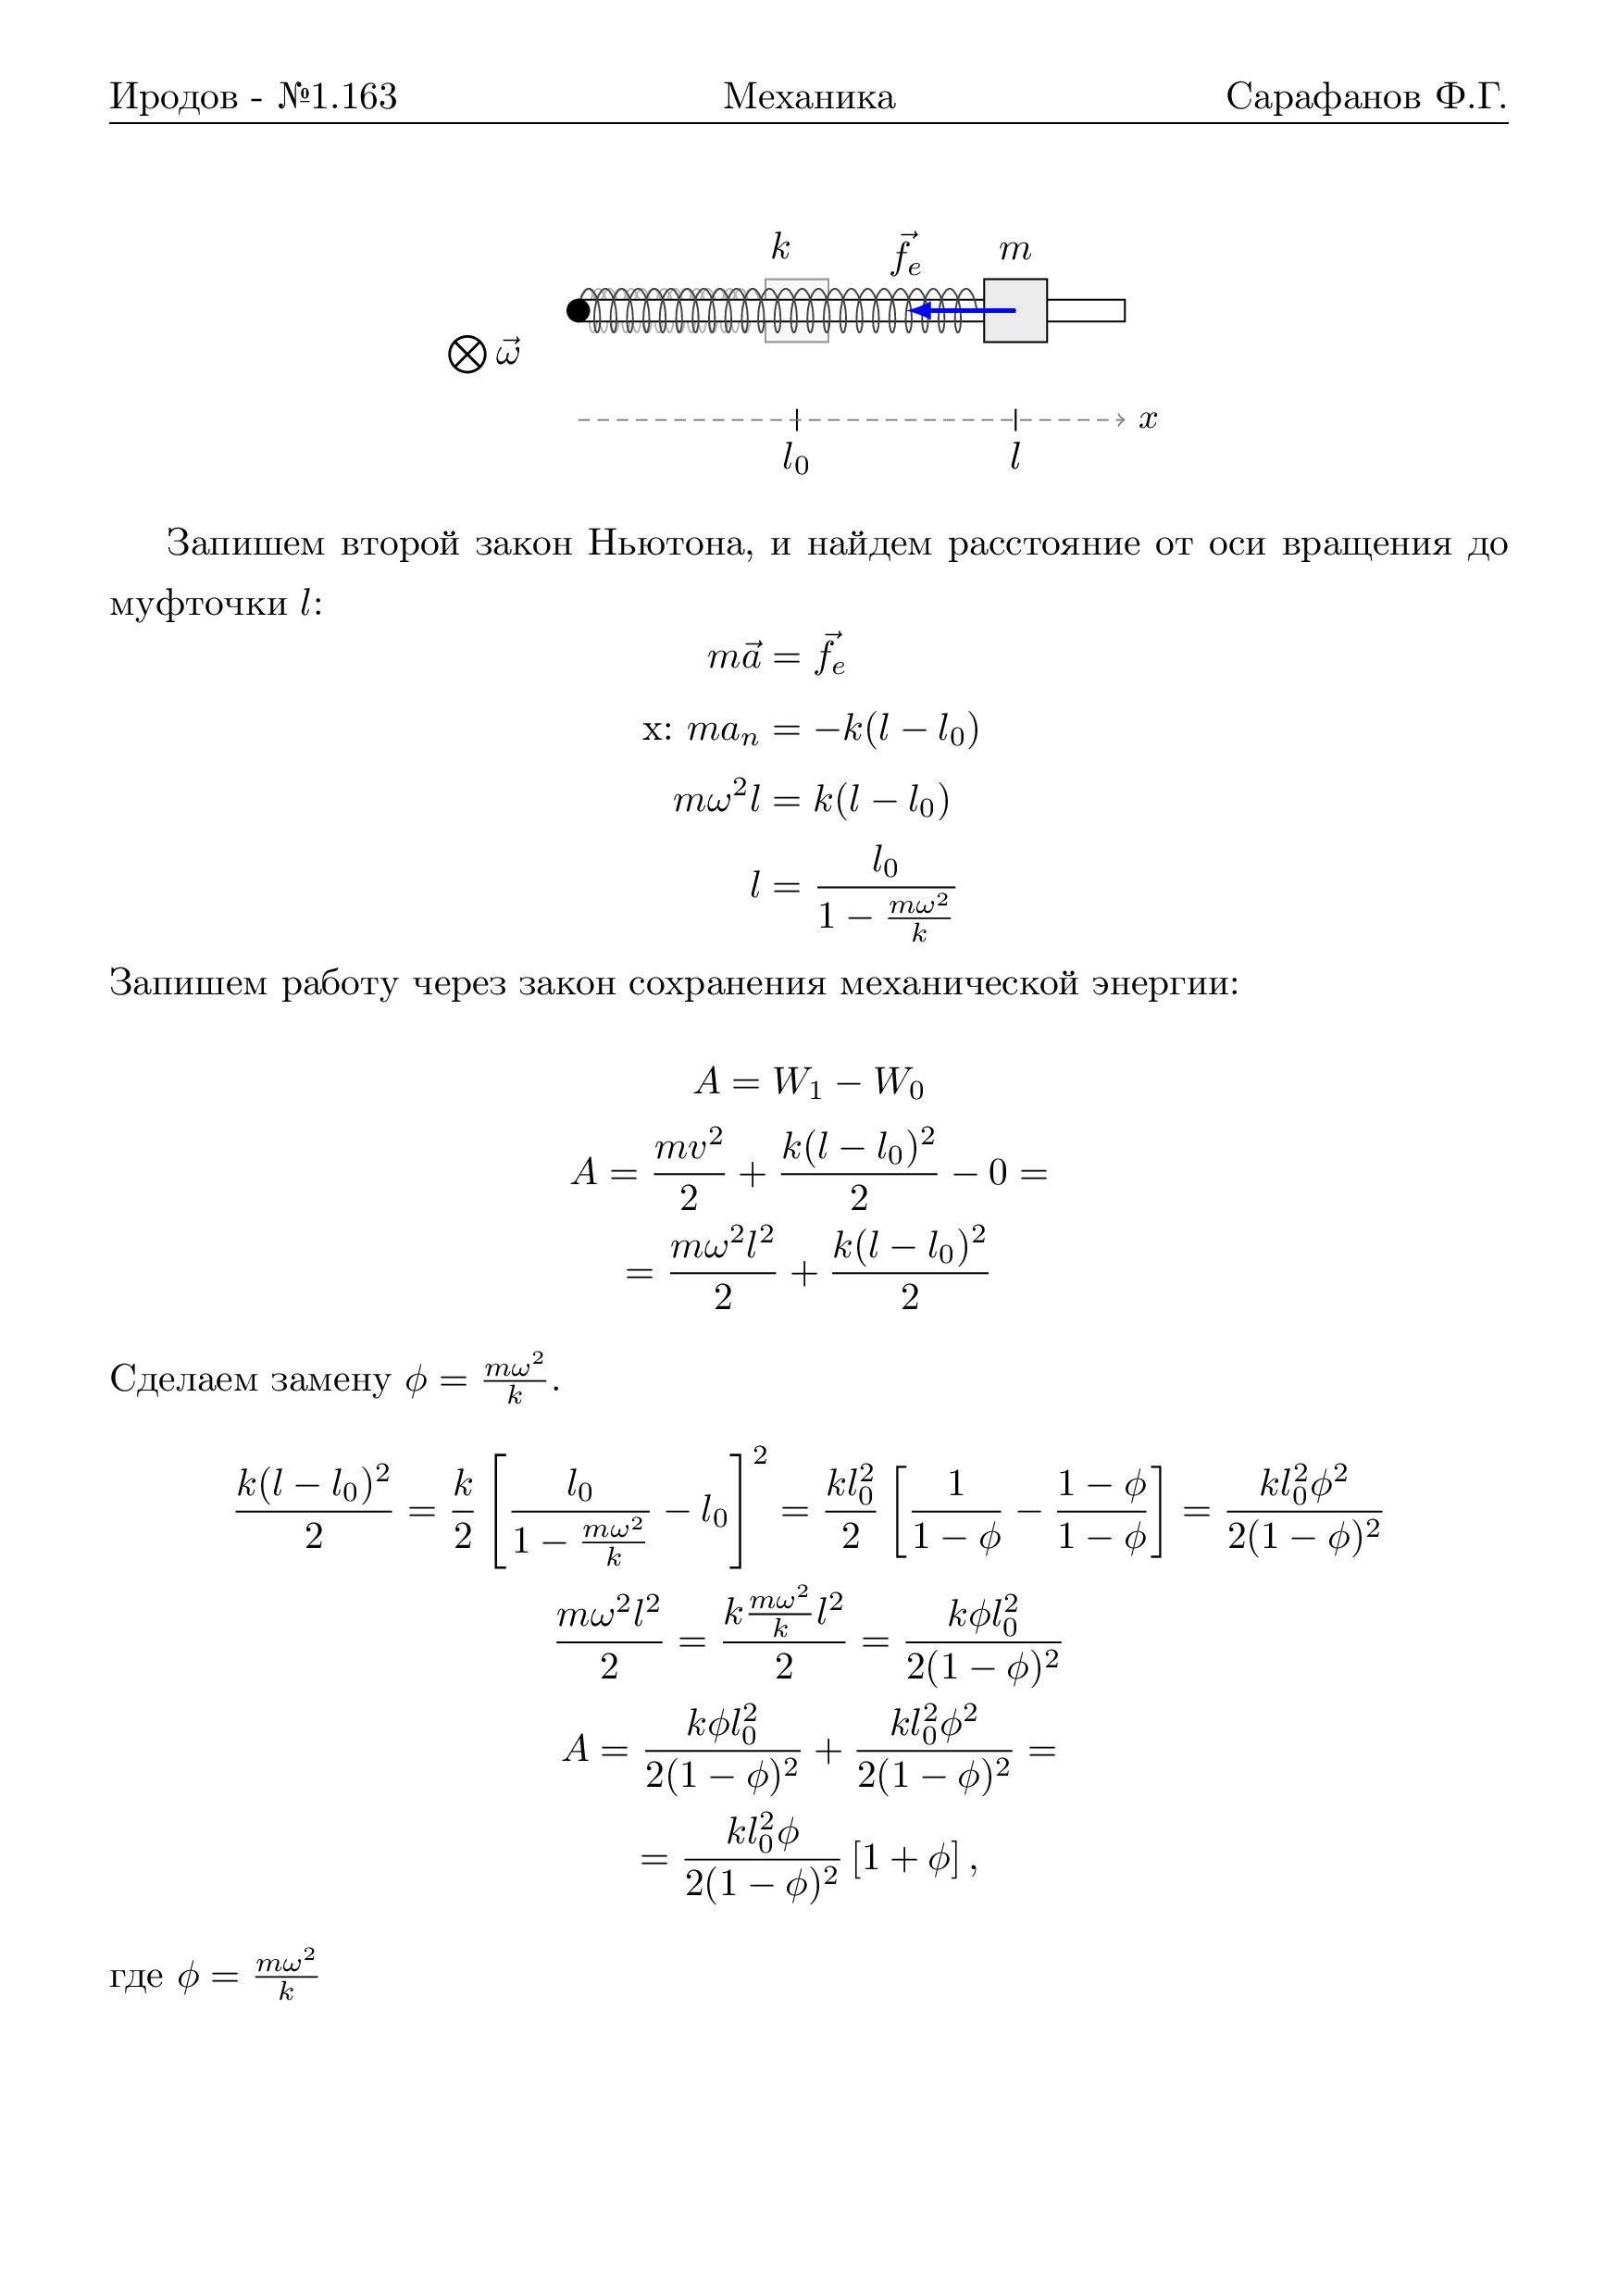 Иродов - №1.163 Механика Сарафанов Ф.Г.
k $\vec{f}_e$ m
$\otimes \vec{\omega}$
x
$l_0$ l
Запишем второй закон Ньютона, и найдем расстояние от оси вращения до
муфточки $l$:
$m\vec{a} = \vec{f}_e$
x: $ma_n = -k(l - l_0)$
$m\omega^2 l = k(l - l_0)$
$l = \frac{l_0}{1 - \frac{m\omega^2}{k}}$
Запишем работу через закон сохранения механической энергии:
$A = W_1 - W_0$
$A = \frac{mv^2}{2} + \frac{k(l - l_0)^2}{2} - 0 =$
$= \frac{m\omega^2 l^2}{2} + \frac{k(l - l_0)^2}{2}$
Сделаем замену $\phi = \frac{m\omega^2}{k}$.
$\frac{k(l - l_0)^2}{2} = \frac{k}{2} \left[ \frac{l_0}{1 - \frac{m\omega^2}{k}} - l_0 \right]^2 = \frac{kl_0^2}{2} \left[ \frac{1}{1 - \phi} - \frac{1 - \phi}{1 - \phi} \right] = \frac{kl_0^2\phi^2}{2(1 - \phi)^2}$
$\frac{m\omega^2 l^2}{2} = \frac{k\frac{m\omega^2}{k}l^2}{2} = \frac{k\phi l_0^2}{2(1 - \phi)^2}$
$A = \frac{k\phi l_0^2}{2(1 - \phi)^2} + \frac{kl_0^2\phi^2}{2(1 - \phi)^2} =$
$= \frac{kl_0^2\phi}{2(1 - \phi)^2} [1 + \phi],$
где $\phi = \frac{m\omega^2}{k}$